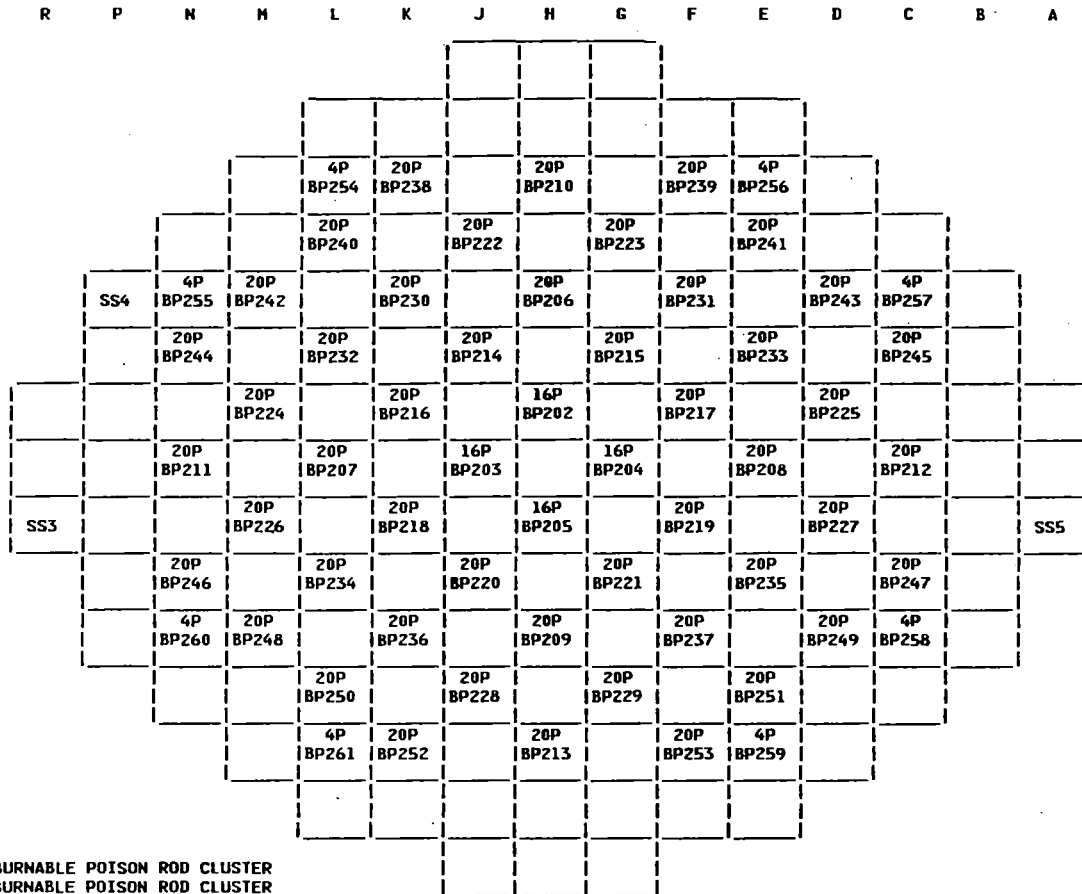 R P N M L K J H G F E D C B A
4P 20P 20P 20P 4P
BP254 BP238 BP210 BP239 BP256
20P 20P 20P 20P
BP240 BP222 BP223 BP241
4P 20P 20P 20P 20P 20P 4P
SS4 BP255 BP242 BP230 BP206 BP231 BP243 BP257
20P 20P 20P 20P 20P 20P
BP244 BP232 BP214 BP215 BP233 BP245
20P 20P 16P 20P 20P
BP224 BP216 BP202 BP217 BP225
20P 20P 16P 16P 20P 20P
BP211 BP207 BP203 BP204 BP208 BP212
20P 20P 16P 20P 20P
SS3 BP226 BP218 BP205 BP219 BP227 SS5
20P 20P 20P 20P 20P 20P
BP246 BP234 BP220 BP221 BP235 BP247
4P 20P 20P 20P 20P 20P 4P
BP260 BP248 BP236 BP209 BP237 BP249 BP258
20P 20P 20P 20P
BP250 BP228 BP229 BP251
4P 20P 20P 20P 4P
BP261 BP252 BP213 BP253 BP259
BURNABLE POISON ROD CLUSTER
BURNABLE POISON ROD CLUSTER